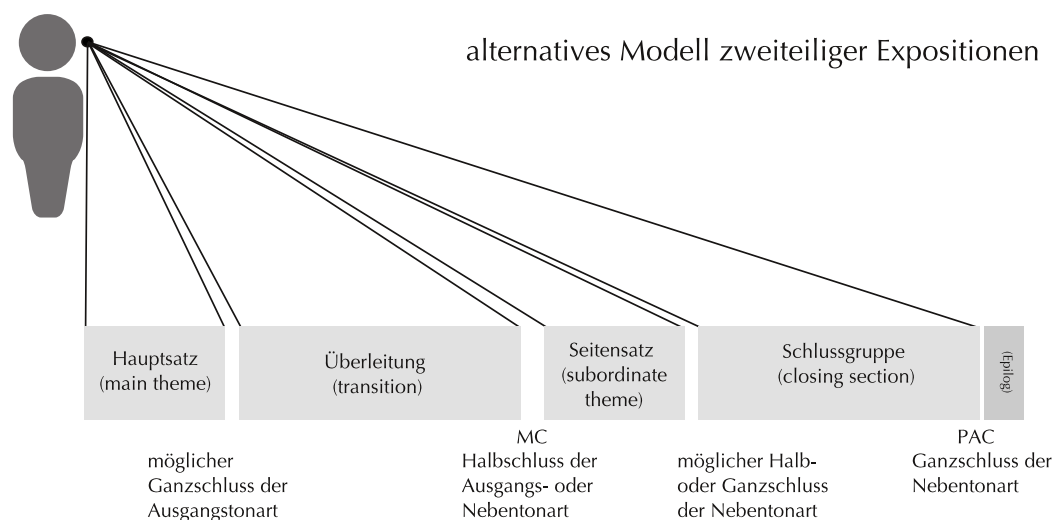 alternatives Modell zweiteiliger Expositionen
Hauptsatz
(main theme)
Überleitung
(transition)
Seitensatz
(subordinate
theme)
Schlussgruppe
(closing section)
(Epilog)
möglicher
Ganzschluss der
Ausgangstonart
MC
Halbschluss der
Ausgangs- oder
Nebentonart
möglicher Halb-
oder Ganzschluss
der Nebentonart
PAC
Ganzschluss der
Nebentonart